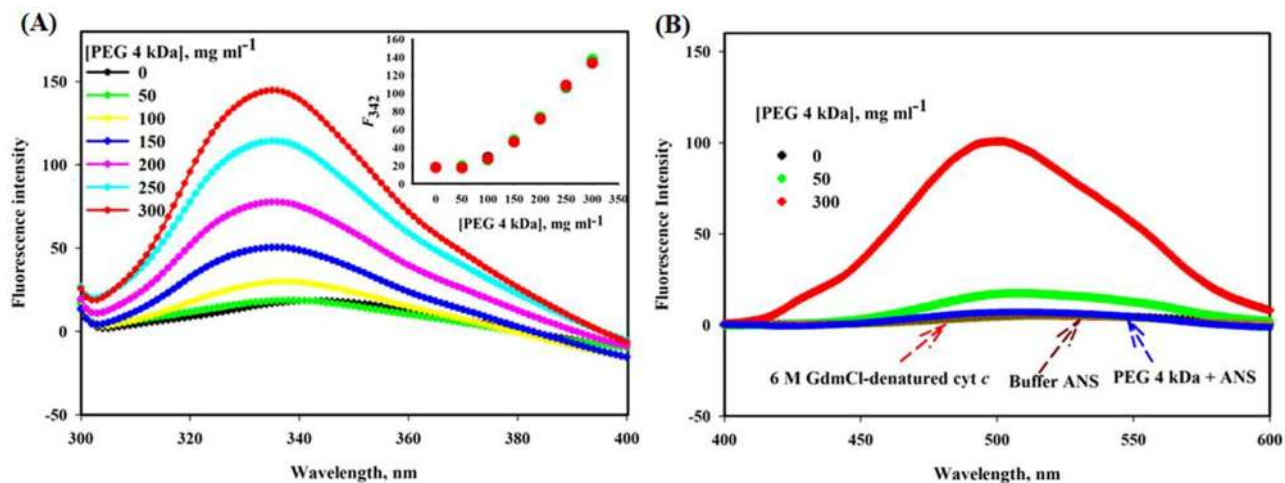 (A)
[PEG 4 kDa], mg ml-1
0
50
100
150
200
250
300
Fluorescence intensity
150
100
50
0
-50
300
320
340
360
380
400
Wavelength, nm
F342
160
140
120
100
80
60
40
20
0
0 50 100 150 200 250 300 350
[PEG 4 kDa], mg ml-1
(B)
[PEG 4 kDa], mg ml-1
0
50
300
Fluorescence Intensity
150
100
50
0
-50
6 M GdmCl-denatured cyt c
Buffer ANS
PEG 4 kDa + ANS
400
450
500
550
600
Wavelength, nm